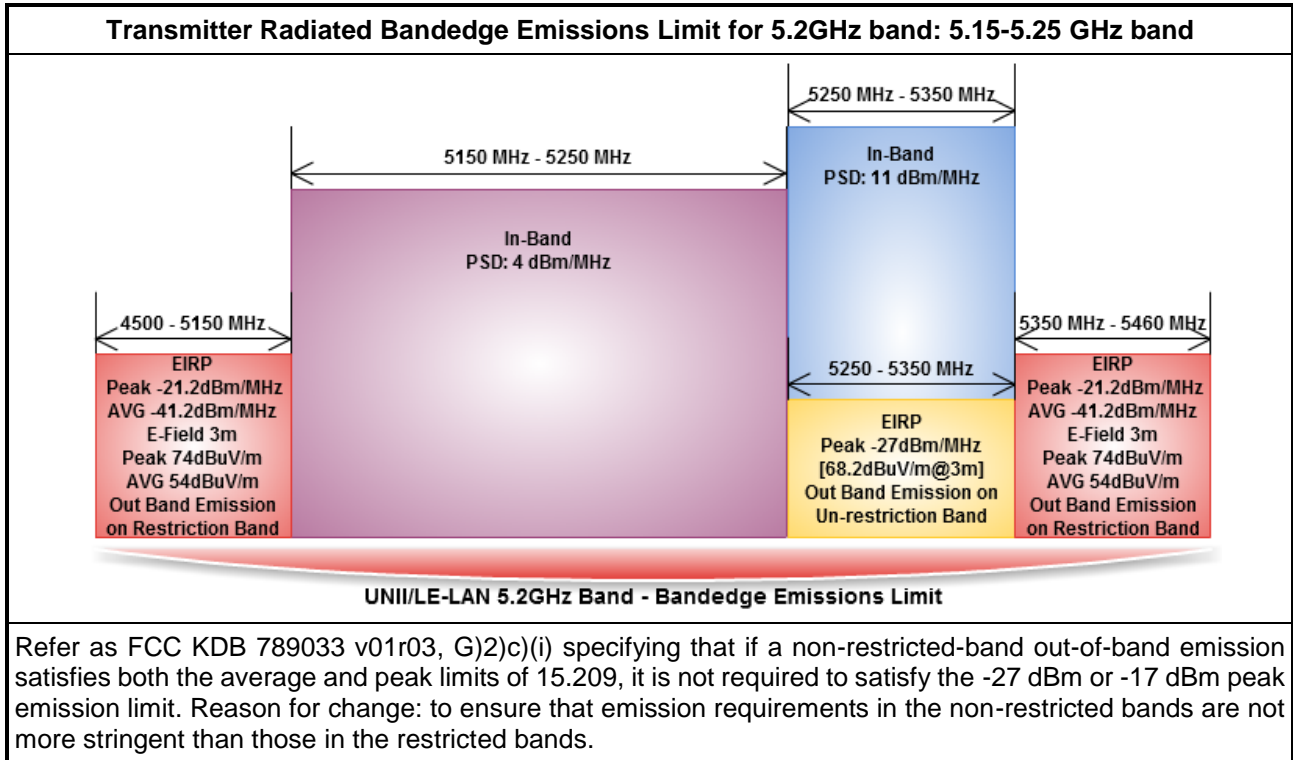 Transmitter Radiated Bandedge Emissions Limit for 5.2GHz band: 5.15-5.25 GHz band
5250 MHz - 5350 MHz
5150 MHz - 5250 MHz
In-Band
PSD: 11 dBm/MHz
In-Band
PSD: 4 dBm/MHz
4500 - 5150 MHz
5350 MHz - 5460 MHz
EIRP
Peak -21.2dBm/MHz
AVG -41.2dBm/MHz
E-Field 3m
Peak 74dBuV/m
AVG 54dBuV/m
Out Band Emission
on Restriction Band
5250 - 5350 MHz
EIRP
Peak -27dBm/MHz
[68.2dBuV/m@3m]
Out Band Emission on
Un-restriction Band
EIRP
Peak -21.2dBm/MHz
AVG -41.2dBm/MHz
E-Field 3m
Peak 74dBuV/m
AVG 54dBuV/m
Out Band Emission
on Restriction Band
UNII/LE-LAN 5.2GHz Band - Bandedge Emissions Limit
Refer as FCC KDB 789033 v01r03, G)2)c)(i) specifying that if a non-restricted-band out-of-band emission
satisfies both the average and peak limits of 15.209, it is not required to satisfy the -27 dBm or -17 dBm peak
emission limit. Reason for change: to ensure that emission requirements in the non-restricted bands are not
more stringent than those in the restricted bands.